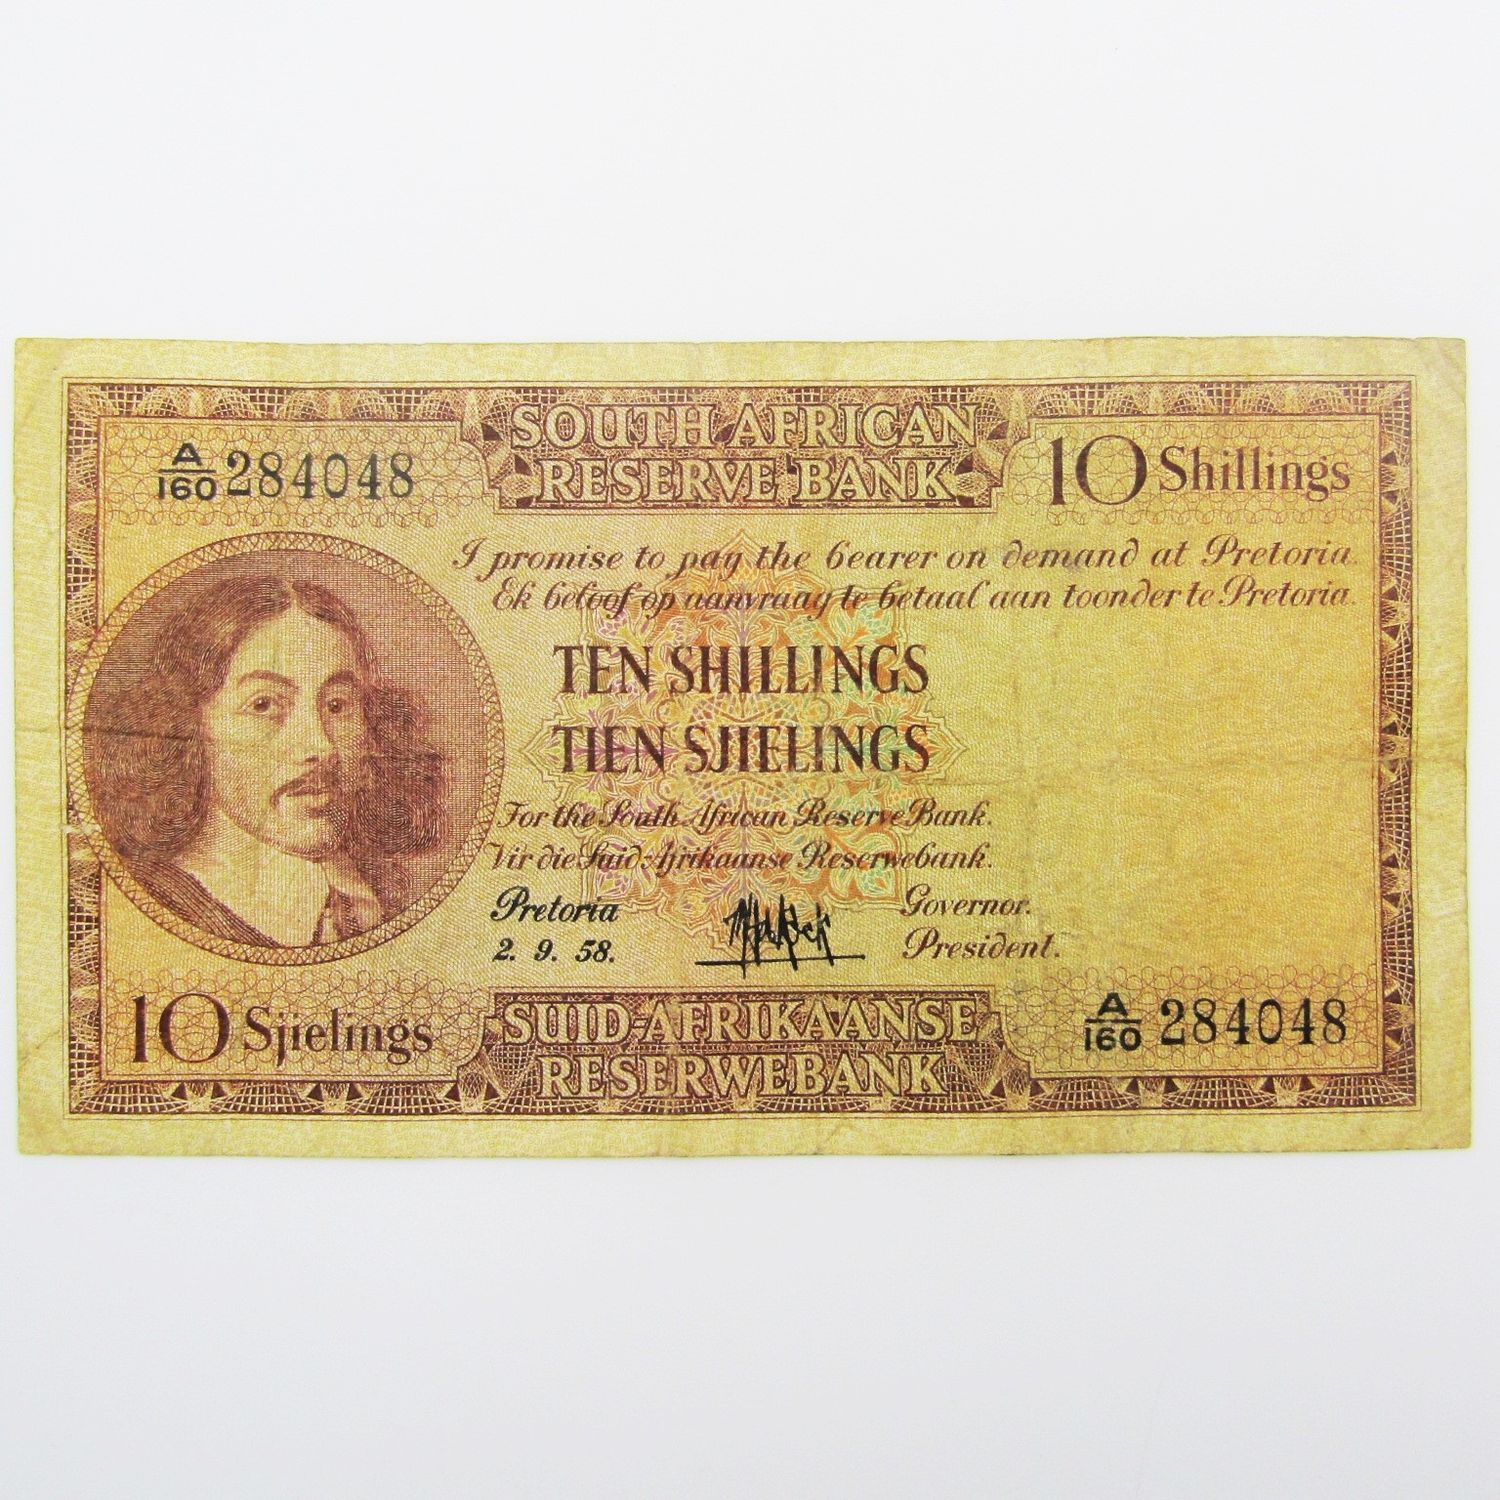 SOUTH AFRICAN
RESERVE BANK
A/160 284048
10 Shillings
I promise to pay the bearer on demand at Pretoria.
Ek beloof op aanvraag te betaal aan toonder te Pretoria.
TEN SHILLINGS
TIEN SJIELINGS
For the South African Reserve Bank.
Vir die Suid-Afrikaanse Reserwebank.
Pretoria
2. 9. 58.
Governor.
President.
10 Sjielings
SUID-AFRIKAANSE
RESERWEBANK
A/160 284048